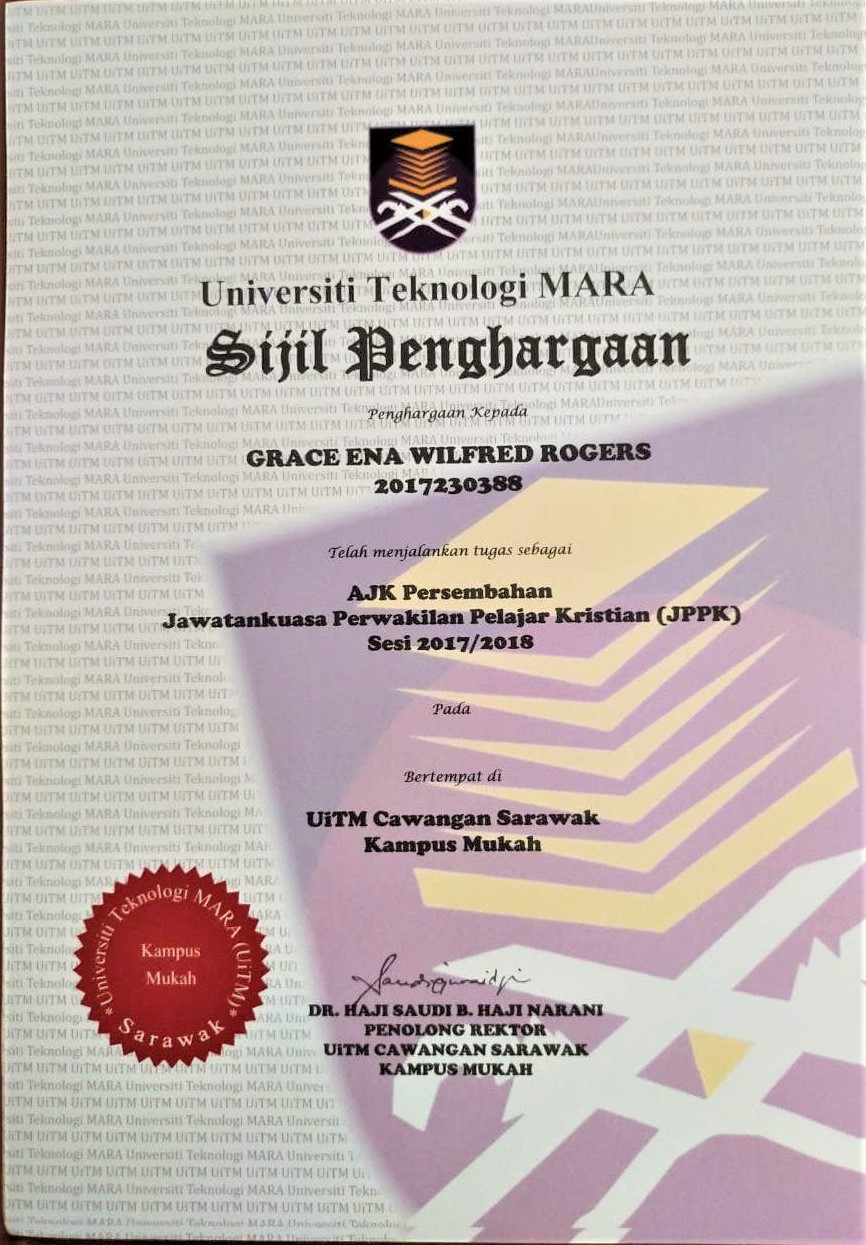 Universiti Teknologi MARA
Sijil Penghargaan
Penghargaan Kepada
GRACE ENA WILFRED ROGERS
2017230388
Telah menjalankan tugas sebagai
AJK Persembahan
Jawatankuasa Perwakilan Pelajar Kristian (JPPK)
Sesi 2017/2018
Pada
Bertempat di
UiTM Cawangan Sarawak
Kampus Mukah
*Universiti Teknologi MARA (UiTM)*
Kampus
Mukah
Sarawak
DR. HAJI SAUDI B. HAJI NARANI
PENOLONG REKTOR
UiTM CAWANGAN SARAWAK
KAMPUS MUKAH